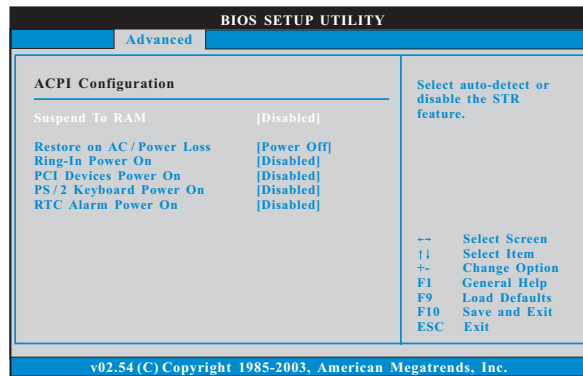 BIOS SETUP UTILITY
Advanced
ACPI Configuration
Suspend To RAM [Disabled]
Restore on AC / Power Loss [Power Off]
Ring-In Power On [Disabled]
PCI Devices Power On [Disabled]
PS / 2 Keyboard Power On [Disabled]
RTC Alarm Power On [Disabled]
Select auto-detect or
disable the STR
feature.
←→ Select Screen
↑↓ Select Item
+- Change Option
F1 General Help
F9 Load Defaults
F10 Save and Exit
ESC Exit
v02.54 (C) Copyright 1985-2003, American Megatrends, Inc.